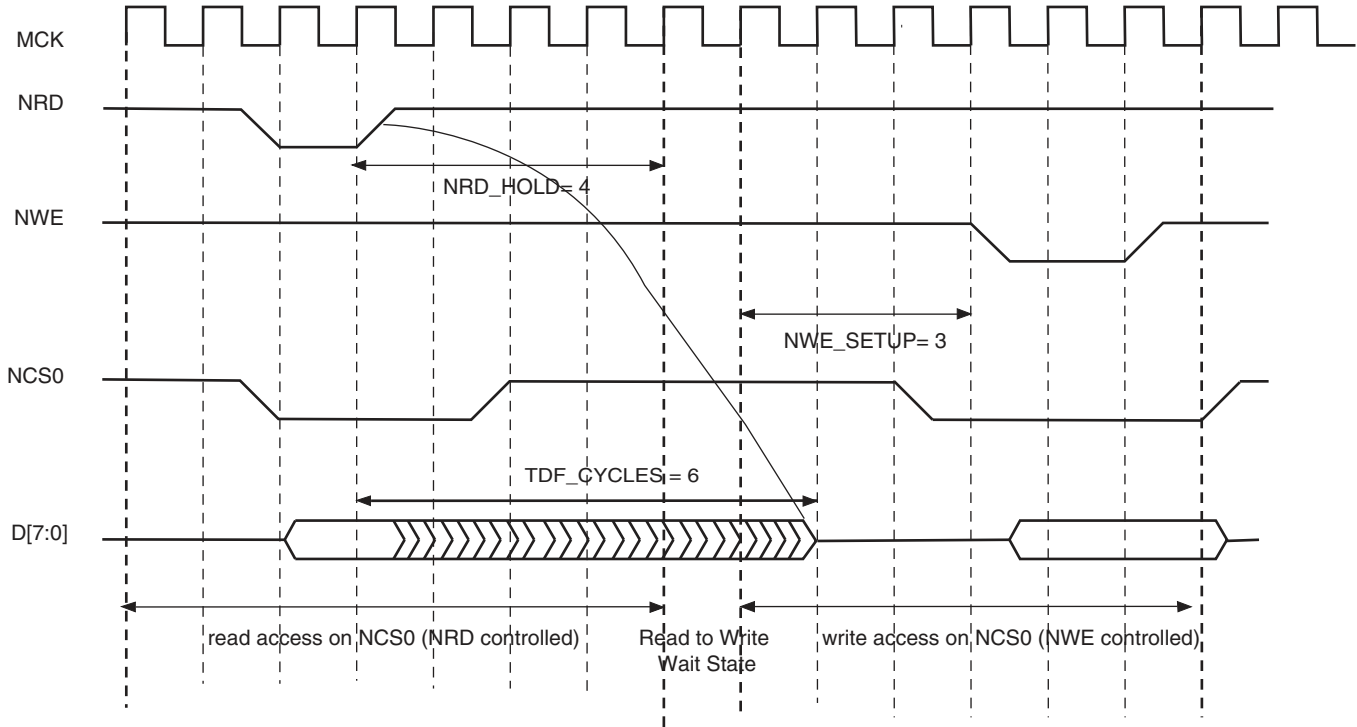 MCK
NRD
NRD_HOLD= 4
NWE
NWE_SETUP= 3
NCS0
TDF_CYCLES = 6
D[7:0]
read access on NCS0 (NRD controlled)
Read to Write
Wait State
write access on NCS0 (NWE controlled)